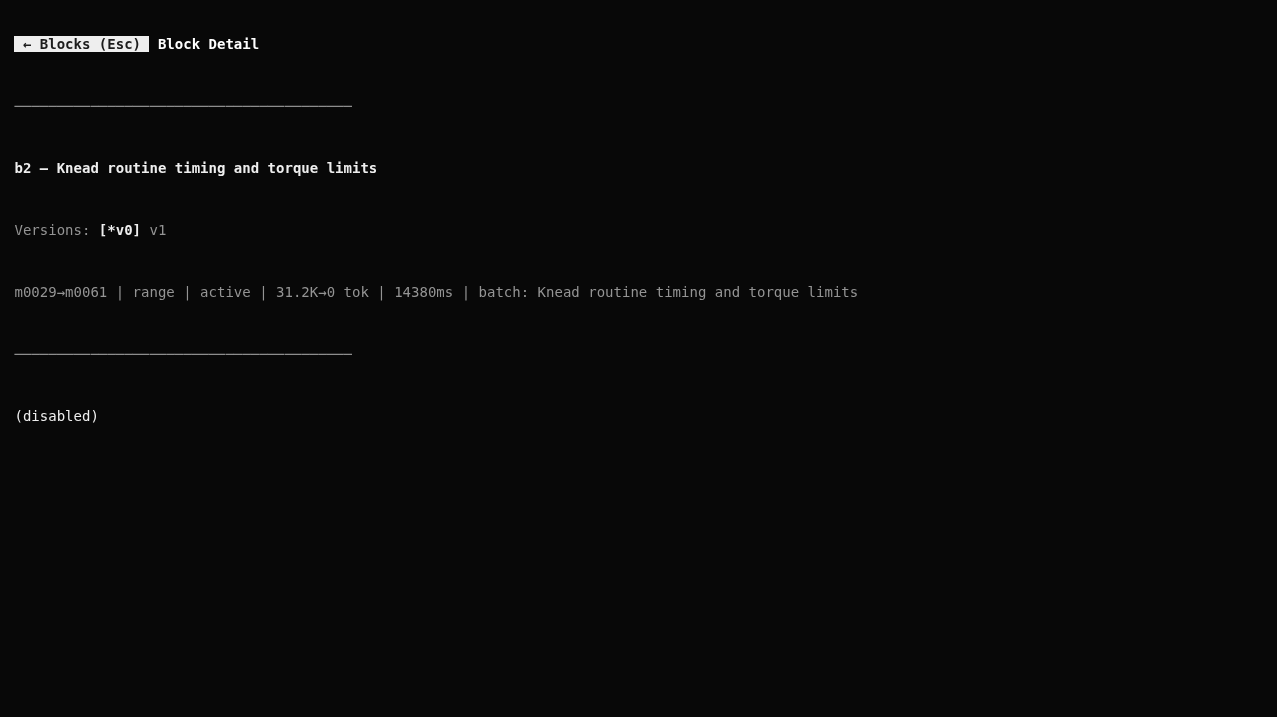 ← Blocks (Esc) Block Detail
────────────────────────────────────────
b2 — Knead routine timing and torque limits
Versions: [*v0] v1
m0029→m0061 | range | active | 31.2K→0 tok | 14380ms | batch: Knead routine timing and torque limits
────────────────────────────────────────
(disabled)